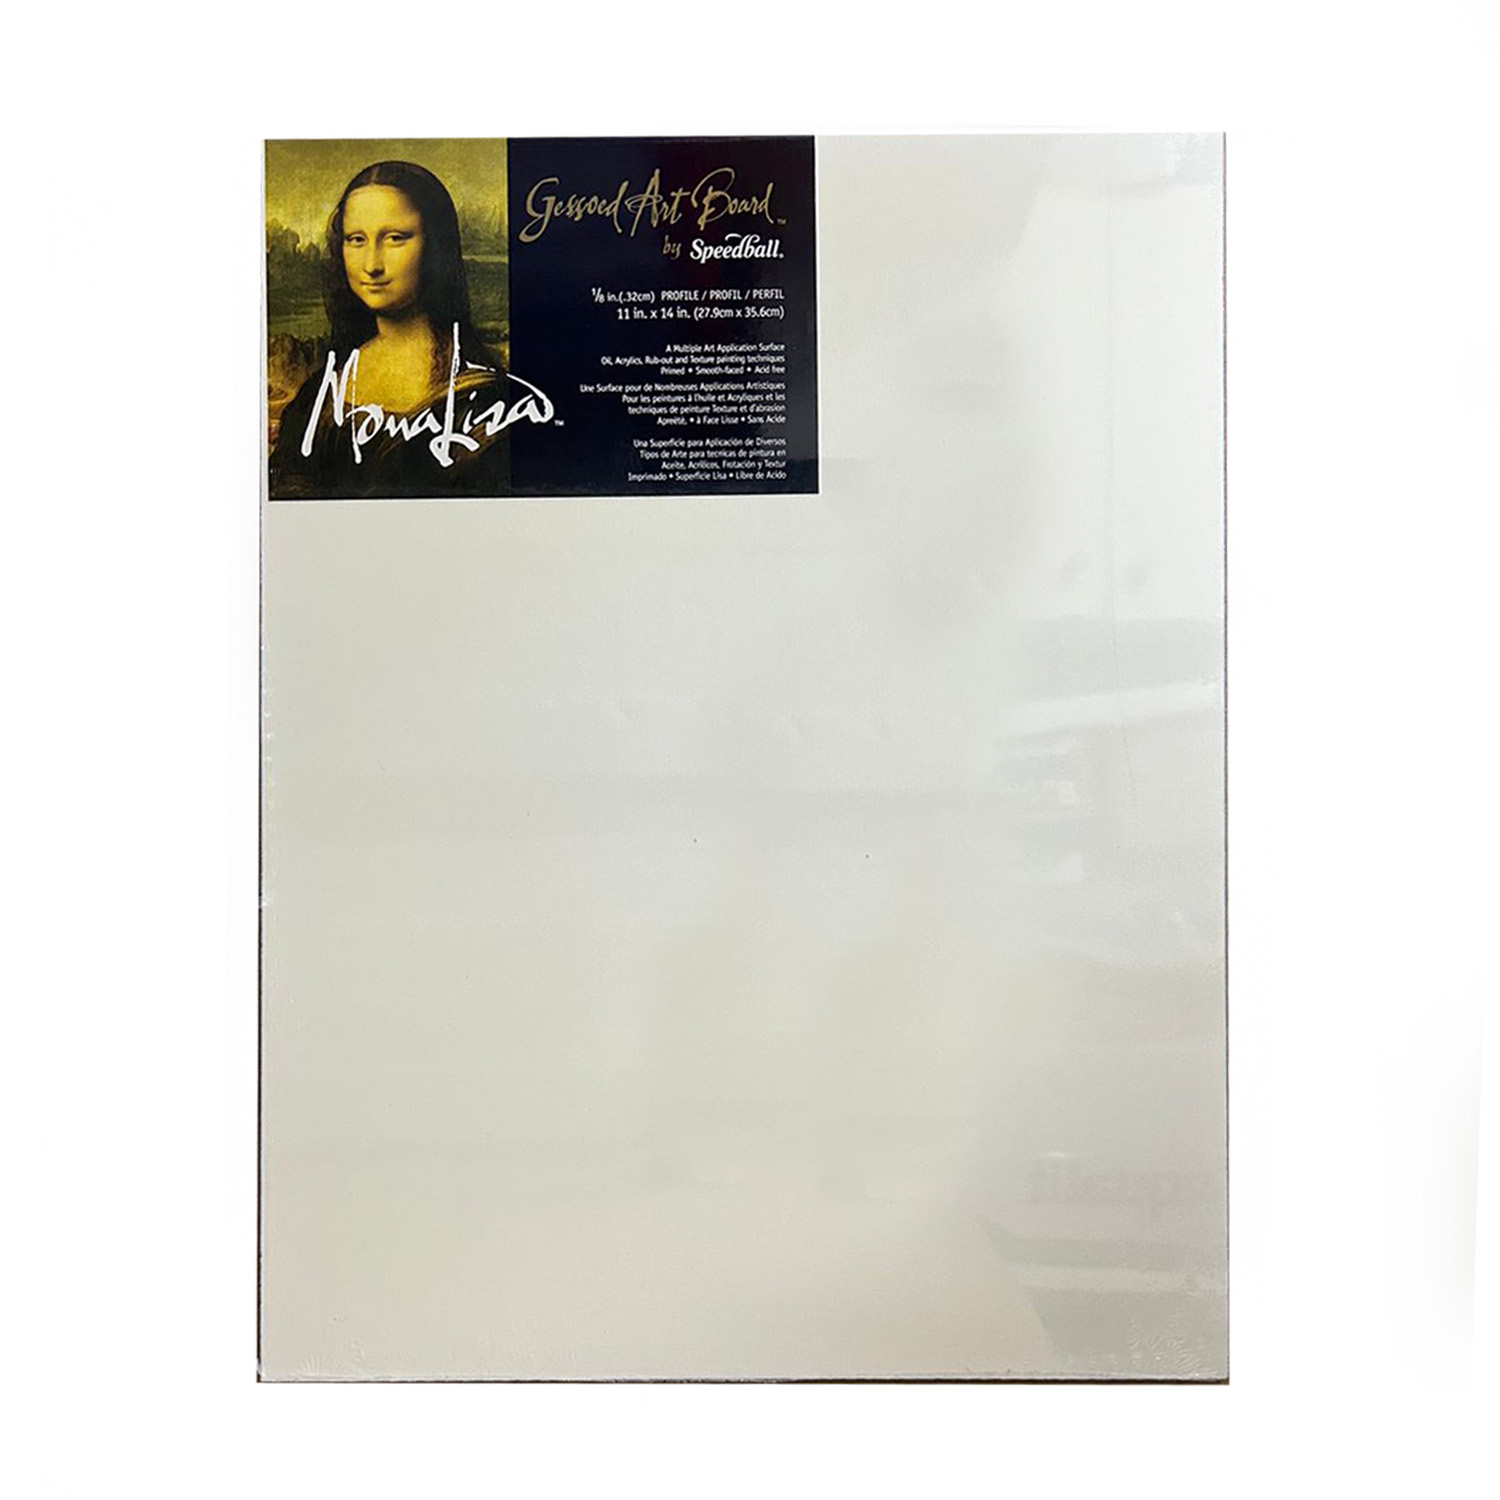 Gessoed Art Board™
by Speedball®
1/8 in.(.32cm) PROFILE / PROFIL / PERFIL
11 in. x 14 in. (27.9cm x 35.6cm)
A Multiple Art Application Surface
Oil, Acrylics, Rub-out and Texture painting techniques
Primed • Smooth-faced • Acid free
Une Surface pour de Nombreuses Applications Artistiques
Pour les peintures à l'huile et Acryliques et les
techniques de peinture Texture et d'abrasion
Apreété, • à Face Lisse • Sans Acide
Una Superficie para Aplicación de Diversos
Tipos de Arte para tecnicas de pintura en
Aceite, Acrílicos, Frotación y Textur
Imprimado • Superficie Lisa • Libre de Acido
Mona Lisa™